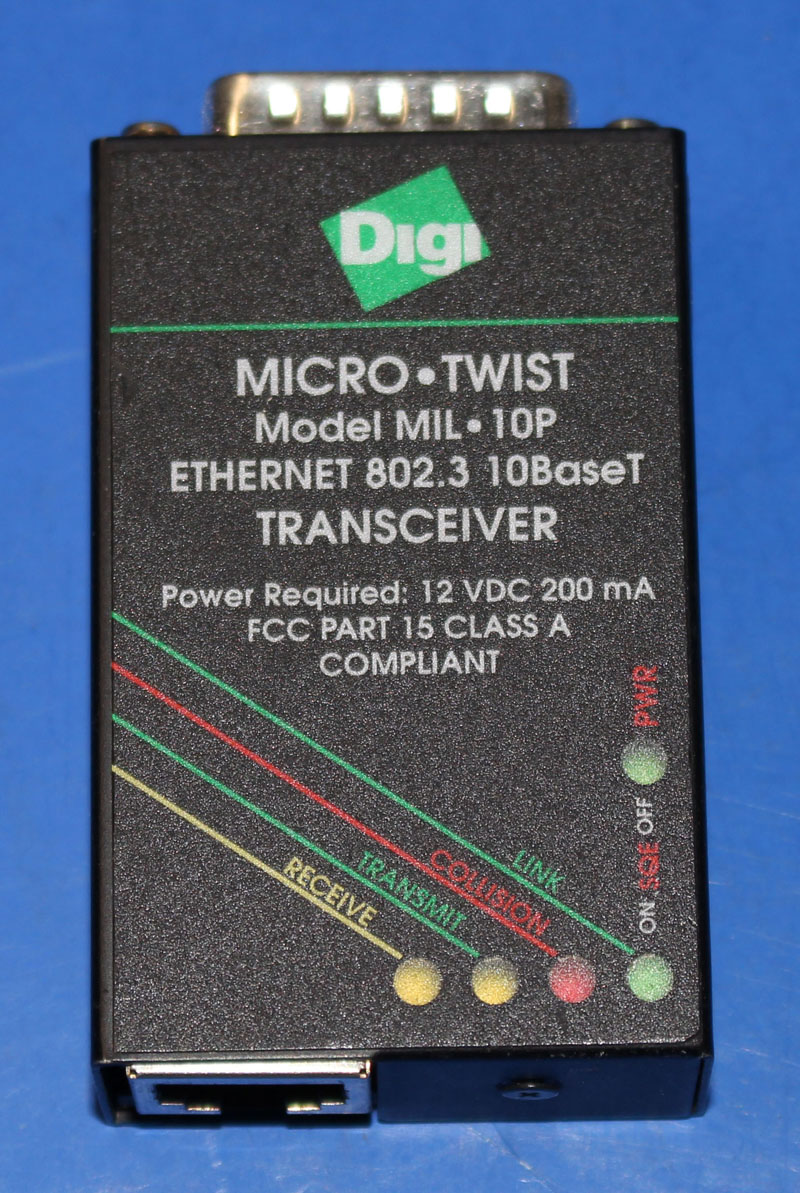 Digi
MICRO•TWIST
Model MIL•10P
ETHERNET 802.3 10BaseT
TRANSCEIVER
Power Required: 12 VDC 200 mA
FCC PART 15 CLASS A
COMPLIANT
PWR
ON SQE OFF
LINK
COLLISION
TRANSMIT
RECEIVE